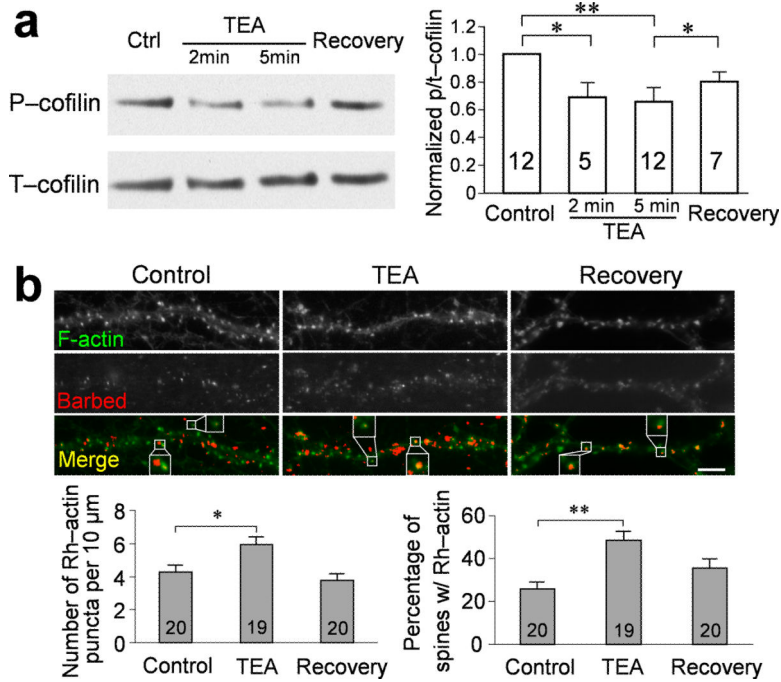 a
Ctrl TEA Recovery
2min 5min
P–cofilin
T–cofilin
Normalized p/t–cofilin
1.2
1.0
0.8
0.6
0.4
0.2
0
**
* *
12 5 12 7
Control 2 min 5 min Recovery
TEA
b
Control TEA Recovery
F-actin
Barbed
Merge
Number of Rh–actin
puncta per 10 µm
8
6
4
2
0
*
20 19 20
Control TEA Recovery
Percentage of
spines w/ Rh–actin
60
40
20
0
**
20 19 20
Control TEA Recovery